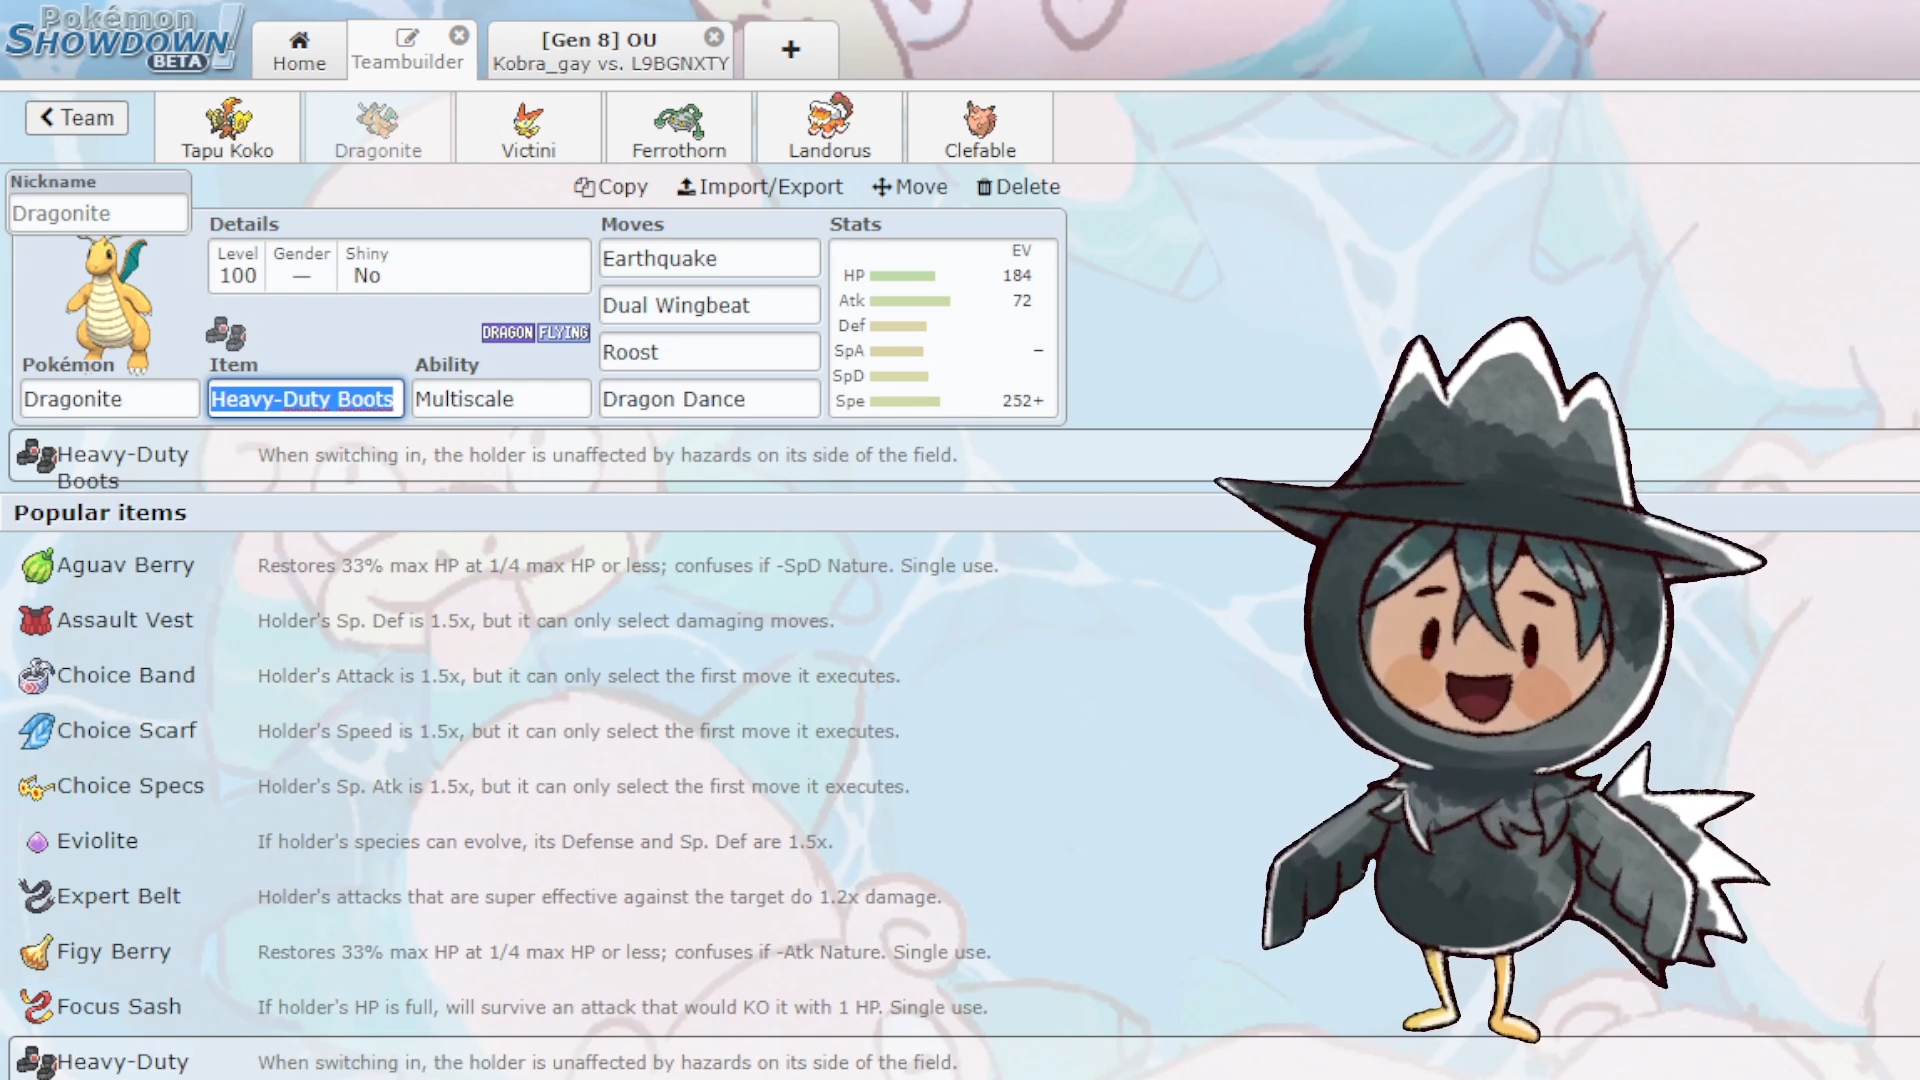 Pokémon
SHOWDOWN!
BETA
Home
Teambuilder
[Gen 8] OU
Kobra_gay vs. L9BGNXTY
+
Team
Tapu Koko
Dragonite
Victini
Ferrothorn
Landorus
Clefable
Nickname
Dragonite
Copy
Import/Export
Move
Delete
Details
Moves
Stats
Level
Gender
Shiny
100
—
No
DRAGON
FLYING
Pokémon
Item
Ability
Dragonite
Heavy-Duty Boots
Multiscale
Earthquake
Dual Wingbeat
Roost
Dragon Dance
EV
HP 184
Atk 72
Def
SpA –
SpD
Spe 252+
Heavy-Duty Boots
When switching in, the holder is unaffected by hazards on its side of the field.
Popular items
Aguav Berry Restores 33% max HP at 1/4 max HP or less; confuses if -SpD Nature. Single use.
Assault Vest Holder's Sp. Def is 1.5x, but it can only select damaging moves.
Choice Band Holder's Attack is 1.5x, but it can only select the first move it executes.
Choice Scarf Holder's Speed is 1.5x, but it can only select the first move it executes.
Choice Specs Holder's Sp. Atk is 1.5x, but it can only select the first move it executes.
Eviolite If holder's species can evolve, its Defense and Sp. Def are 1.5x.
Expert Belt Holder's attacks that are super effective against the target do 1.2x damage.
Figy Berry Restores 33% max HP at 1/4 max HP or less; confuses if -Atk Nature. Single use.
Focus Sash If holder's HP is full, will survive an attack that would KO it with 1 HP. Single use.
Heavy-Duty When switching in, the holder is unaffected by hazards on its side of the field.